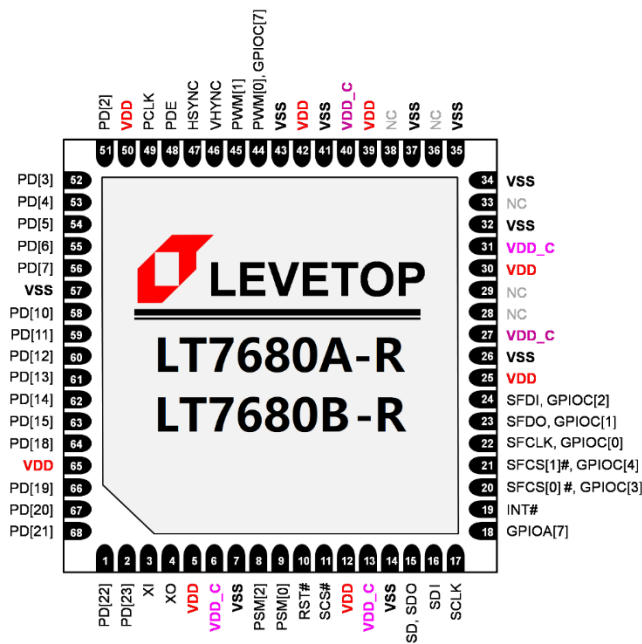 PD[2]
VDD
PCLK
PDE
HSYNC
VHYNC
PWM[1]
PWM[0], GPIOC[7]
VSS
VDD
VSS
VDD_C
VDD
NC
VSS
NC
VSS
51 50 49 48 47 46 45 44 43 42 41 40 39 38 37 36 35
PD[3] 52
PD[4] 53
PD[5] 54
PD[6] 55
PD[7] 56
VSS 57
PD[10] 58
PD[11] 59
PD[12] 60
PD[13] 61
PD[14] 62
PD[15] 63
PD[18] 64
VDD 65
PD[19] 66
PD[20] 67
PD[21] 68
LEVETOP
LT7680A-R
LT7680B-R
34 VSS
33 NC
32 VSS
31 VDD_C
30 VDD
29 NC
28 NC
27 VDD_C
26 VSS
25 VDD
24 SFDI, GPIOC[2]
23 SFDO, GPIOC[1]
22 SFCLK, GPIOC[0]
21 SFCS[1]#, GPIOC[4]
20 SFCS[0]#, GPIOC[3]
19 INT#
18 GPIOA[7]
1 2 3 4 5 6 7 8 9 10 11 12 13 14 15 16 17
PD[22]
PD[23]
XI
XO
VDD
VDD_C
VSS
PSM[2]
PSM[0]
RST#
SCS#
VDD
VDD_C
VSS
SD, SDO
SDI
SCLK